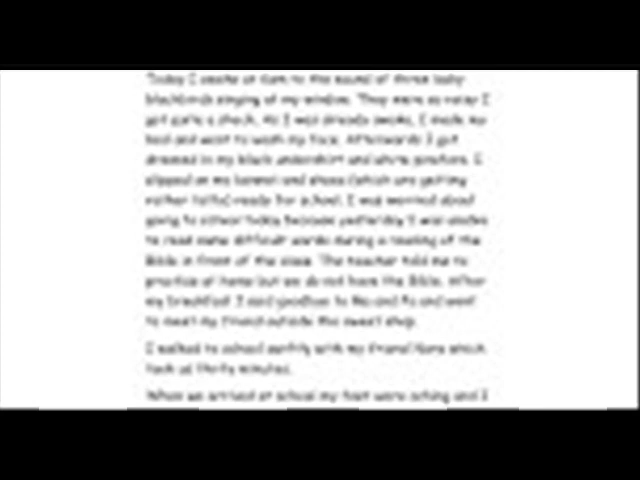 Today I awoke at 6am to the sound of three baby
blackbirds singing at my window. They were so noisy I
got quite a shock. As I was already awake, I made my
bed and went to wash my face. Afterwards I got
dressed in my black undershirt and white pinafore. I
slipped on my bonnet and shoes (which are getting
rather tatty) ready for school. I was worried about
going to school today because yesterday I was unable
to read some difficult words during a reading of the
Bible in front of the class. The teacher told me to
practice at home but we do not have the Bible. After
my breakfast I said goodbye to Ma and Pa and went
to meet my friend outside the sweet shop.
I walked to school swiftly with my friend which
took us thirty minutes.
When we arrived at school my feet were aching and I